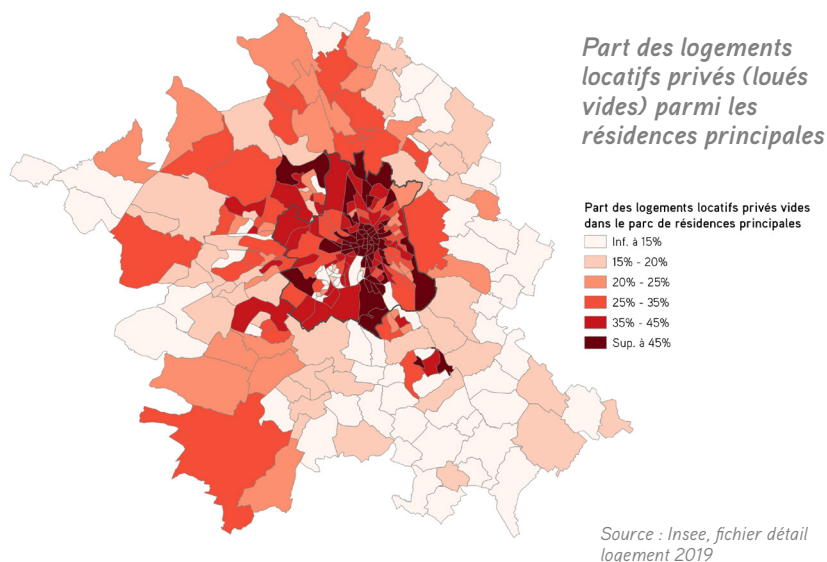 Part des logements
locatifs privés (loués
vides) parmi les
résidences principales
Part des logements locatifs privés vides
dans le parc de résidences principales
Inf. à 15%
15% - 20%
20% - 25%
25% - 35%
35% - 45%
Sup. à 45%
Source : Insee, fichier détail
logement 2019